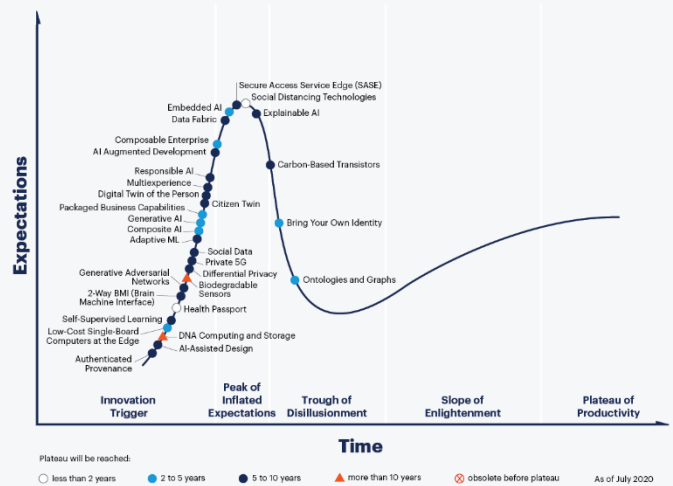 Expectations
Secure Access Service Edge (SASE)
Social Distancing Technologies
Embedded AI
Data Fabric
Explainable AI
Composable Enterprise
AI Augmented Development
Carbon-Based Transistors
Responsible AI
Multiexperience
Digital Twin of the Person
Citizen Twin
Packaged Business Capabilities
Generative AI
Bring Your Own Identity
Composite AI
Adaptive ML
Social Data
Private 5G
Differential Privacy
Generative Adversarial
Networks
Biodegradable
Sensors
Ontologies and Graphs
2-Way BMI (Brain
Machine Interface)
Health Passport
Self-Supervised Learning
Low-Cost Single-Board
Computers at the Edge
DNA Computing and Storage
AI-Assisted Design
Authenticated
Provenance
Innovation
Trigger
Peak of
Inflated
Expectations
Trough of
Disillusionment
Slope of
Enlightenment
Plateau of
Productivity
Time
Plateau will be reached:
less than 2 years
2 to 5 years
5 to 10 years
more than 10 years
obsolete before plateau
As of July 2020